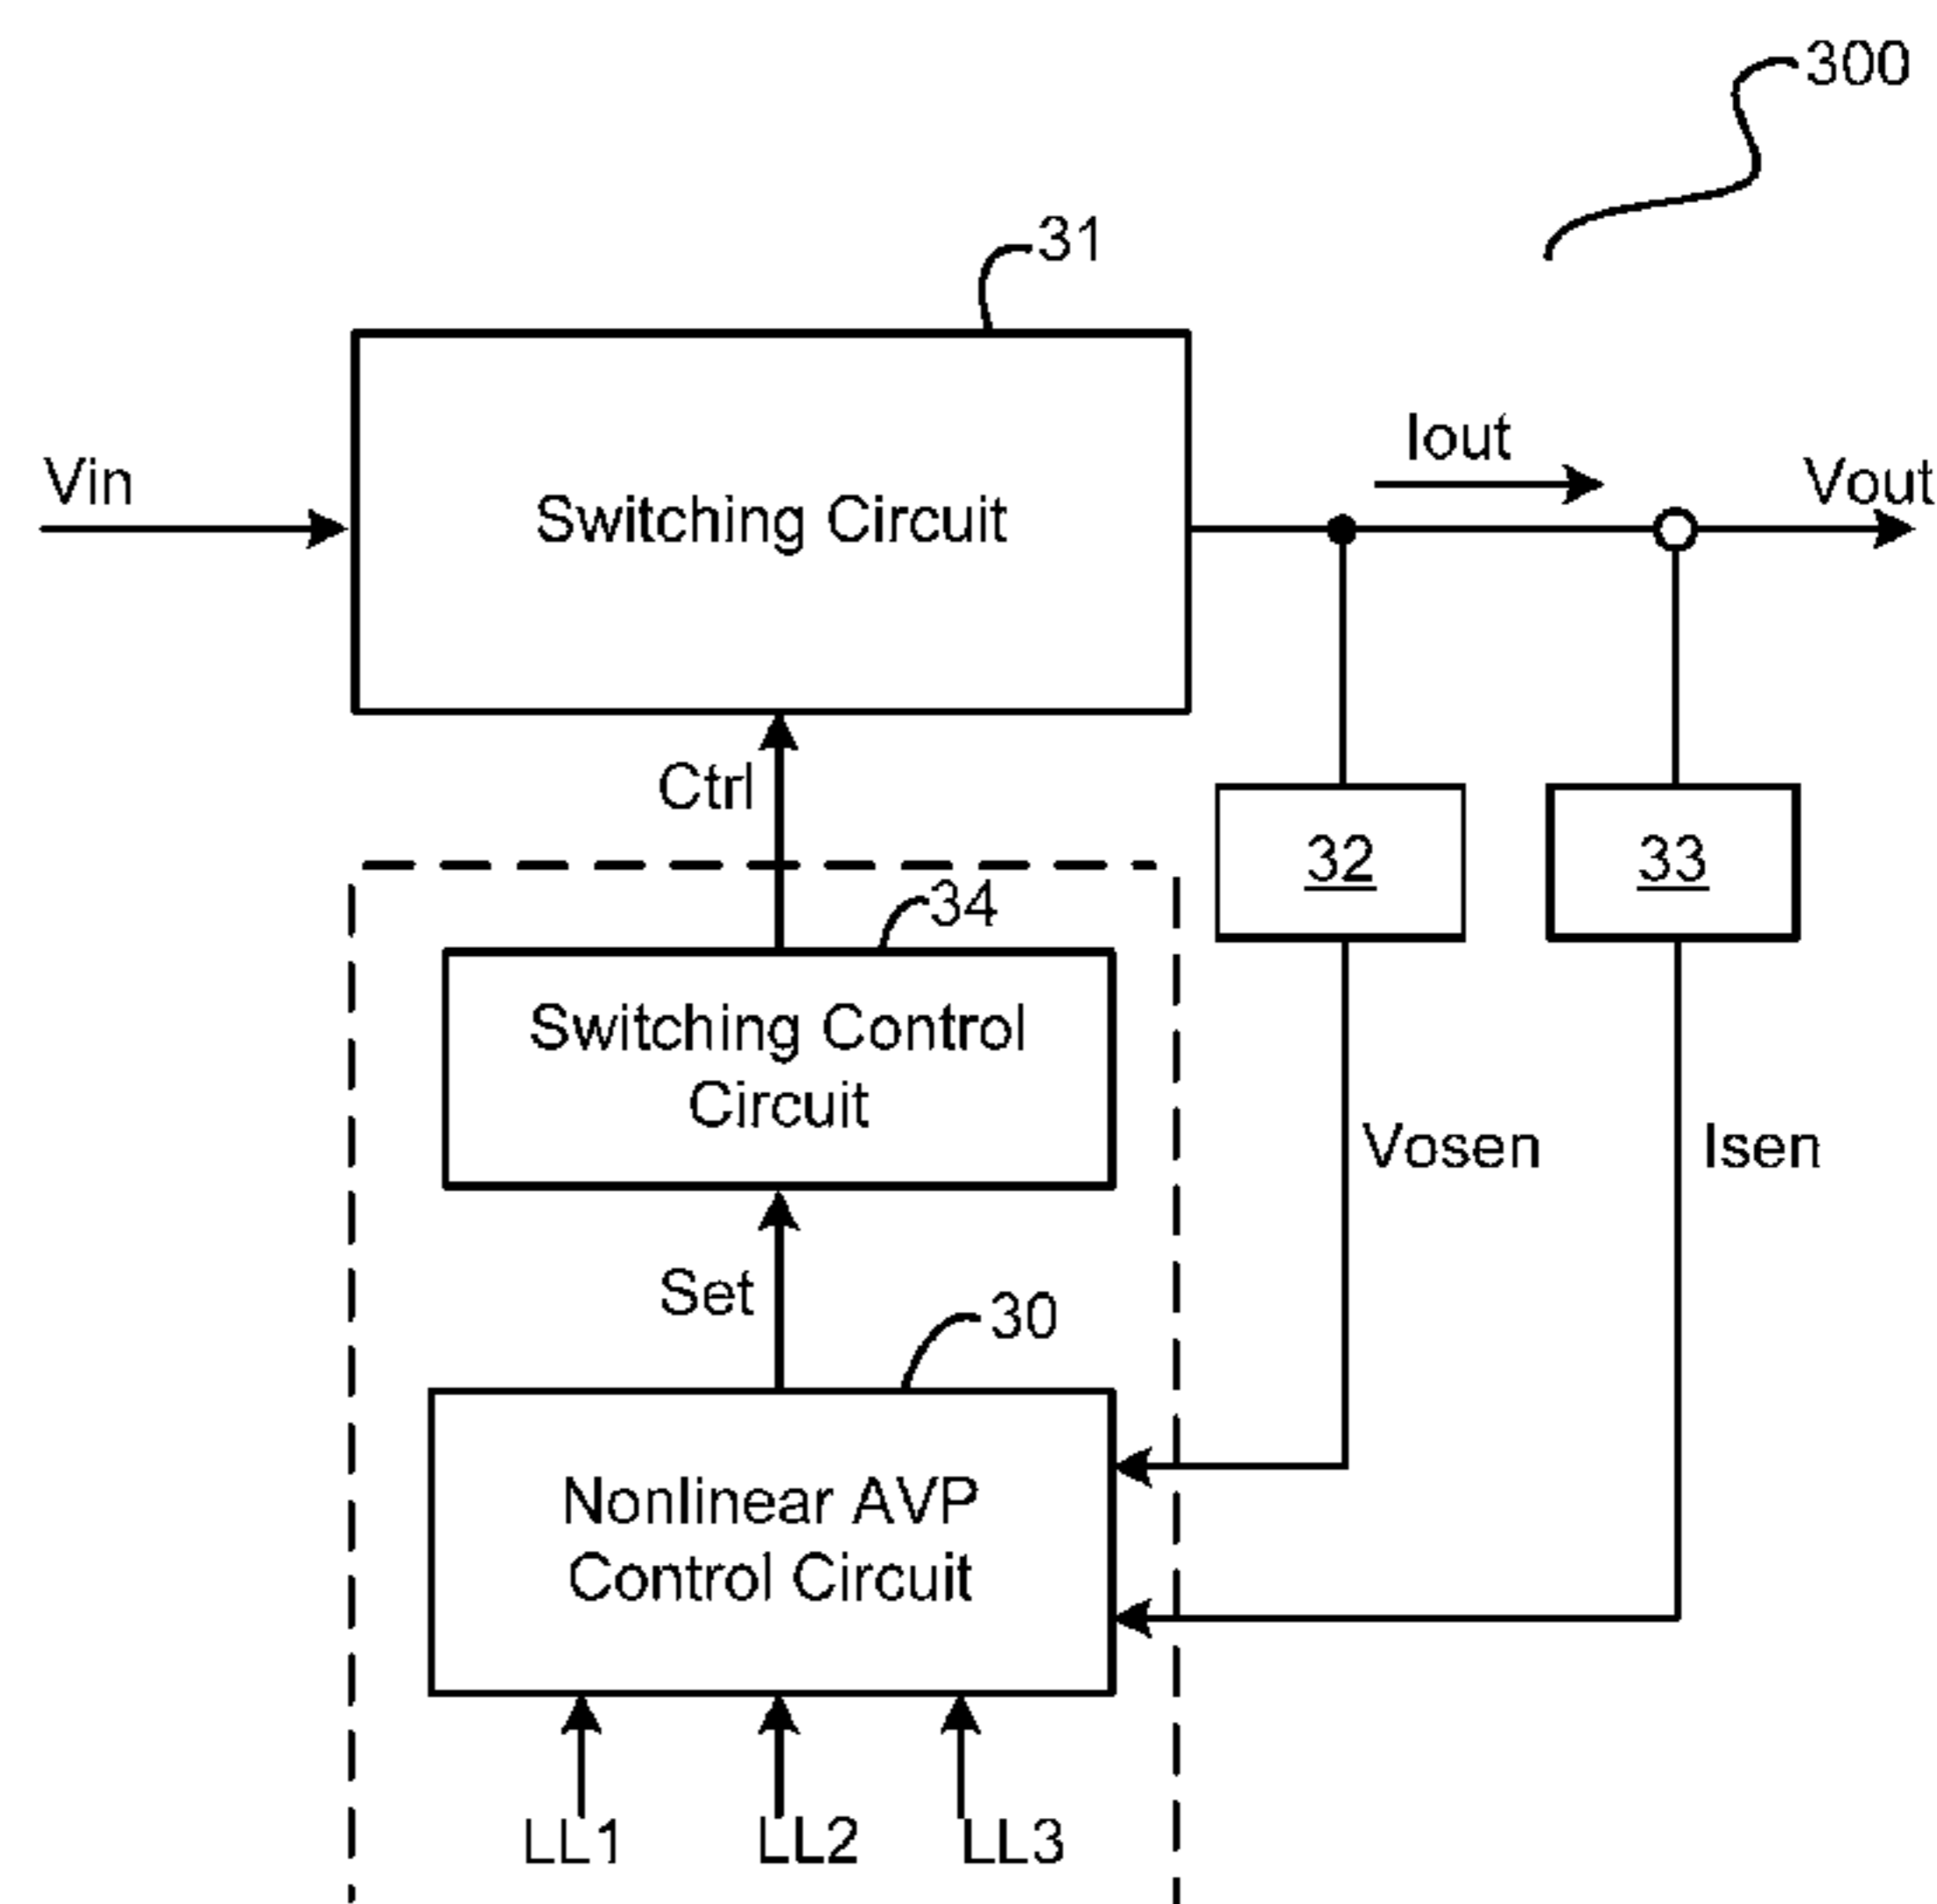 300
31
Iout
Vin
Switching Circuit
Vout
Ctrl
32
33
34
Switching Control
Circuit
Vosen
Isen
Set
30
Nonlinear AVP
Control Circuit
LL1
LL2
LL3